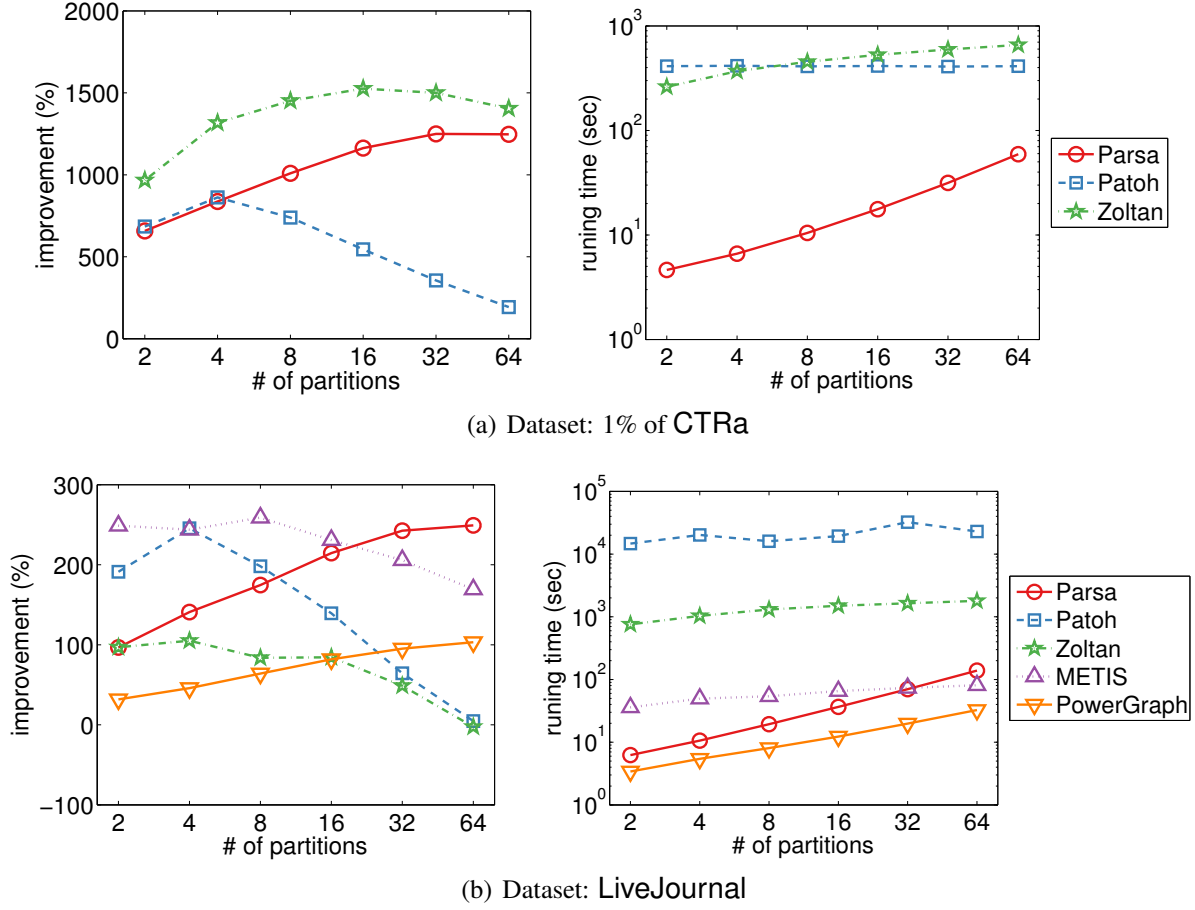 2000
1500
1000
500
0
improvement (%)
2 4 8 16 32 64
# of partitions
10^3
10^2
10^1
10^0
runing time (sec)
2 4 8 16 32 64
# of partitions
Parsa
Patoh
Zoltan
(a) Dataset: 1% of CTRa
300
200
100
0
−100
improvement (%)
2 4 8 16 32 64
# of partitions
10^5
10^4
10^3
10^2
10^1
10^0
runing time (sec)
2 4 8 16 32 64
# of partitions
Parsa
Patoh
Zoltan
METIS
PowerGraph
(b) Dataset: LiveJournal